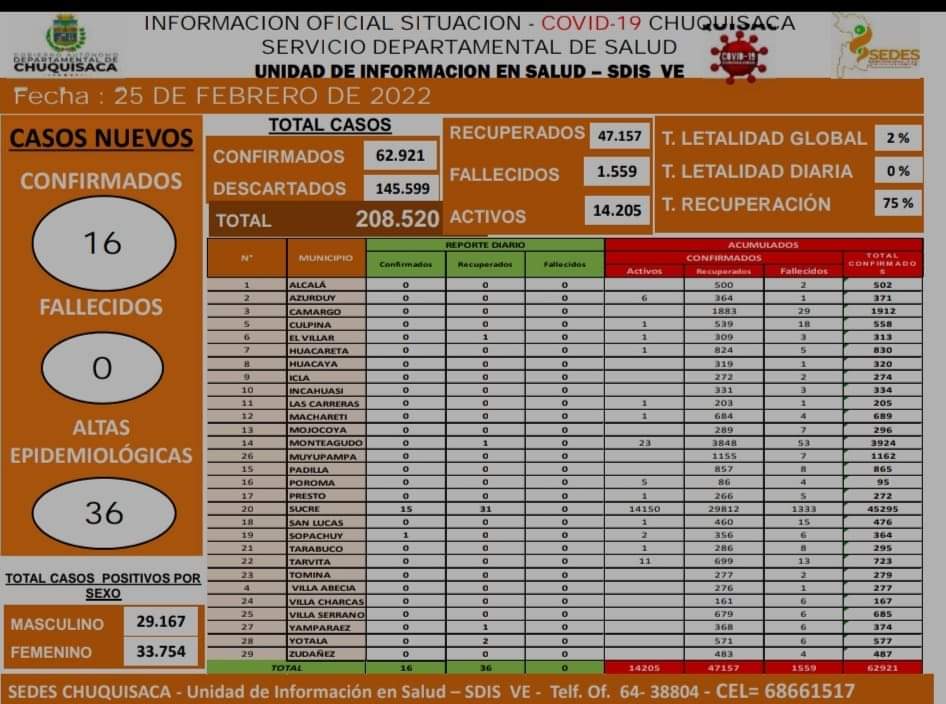 GOBIERNO AUTÓNOMO
DEPARTAMENTAL DE
CHUQUISACA
INFORMACION OFICIAL SITUACION - COVID-19 CHUQUISACA
SERVICIO DEPARTAMENTAL DE SALUD
UNIDAD DE INFORMACION EN SALUD – SDIS VE
COVID-19
SEDES
Fecha : 25 DE FEBRERO DE 2022
CASOS NUEVOS
CONFIRMADOS
16
FALLECIDOS
0
ALTAS
EPIDEMIOLÓGICAS
36
TOTAL CASOS POSITIVOS POR
SEXO
MASCULINO 29.167
FEMENINO 33.754
TOTAL CASOS
CONFIRMADOS 62.921
DESCARTADOS 145.599
TOTAL 208.520
RECUPERADOS 47.157
FALLECIDOS 1.559
ACTIVOS 14.205
T. LETALIDAD GLOBAL 2 %
T. LETALIDAD DIARIA 0 %
T. RECUPERACIÓN 75 %
N° MUNICIPIO REPORTE DIARIO ACUMULADOS
Confirmados Recuperados Fallecidos CONFIRMADOS TOTAL CONFIRMADOS
Activos Recuperados Fallecidos
1 ALCALÁ 0 0 0 500 2 502
2 AZURDUY 0 0 0 6 364 1 371
3 CAMARGO 0 0 0 1883 29 1912
5 CULPINA 0 0 0 1 539 18 558
6 EL VILLAR 0 1 0 1 309 3 313
7 HUACARETA 0 0 0 1 824 5 830
8 HUACAYA 0 0 0 319 1 320
9 ICLA 0 0 0 272 2 274
10 INCAHUASI 0 0 0 331 3 334
11 LAS CARRERAS 0 0 0 1 203 1 205
12 MACHARETI 0 0 0 1 684 4 689
13 MOJOCOYA 0 0 0 289 7 296
14 MONTEAGUDO 0 1 0 23 3848 53 3924
26 MUYUPAMPA 0 0 0 1155 7 1162
15 PADILLA 0 0 0 857 8 865
16 POROMA 0 0 0 5 86 4 95
17 PRESTO 0 0 0 1 266 5 272
20 SUCRE 15 31 0 14150 29812 1333 45295
18 SAN LUCAS 0 0 0 1 460 15 476
19 SOPACHUY 1 0 0 2 356 6 364
21 TARABUCO 0 0 0 1 286 8 295
22 TARVITA 0 0 0 11 699 13 723
23 TOMINA 0 0 0 277 2 279
4 VILLA ABECIA 0 0 0 276 1 277
24 VILLA CHARCAS 0 0 0 161 6 167
25 VILLA SERRANO 0 0 0 679 6 685
27 YAMPARAEZ 0 1 0 368 6 374
28 YOTALA 0 2 0 571 6 577
29 ZUDAÑEZ 0 0 0 483 4 487
TOTAL 16 36 0 14205 47157 1559 62921
SEDES CHUQUISACA - Unidad de Información en Salud – SDIS VE - Telf. Of. 64- 38804 - CEL= 68661517